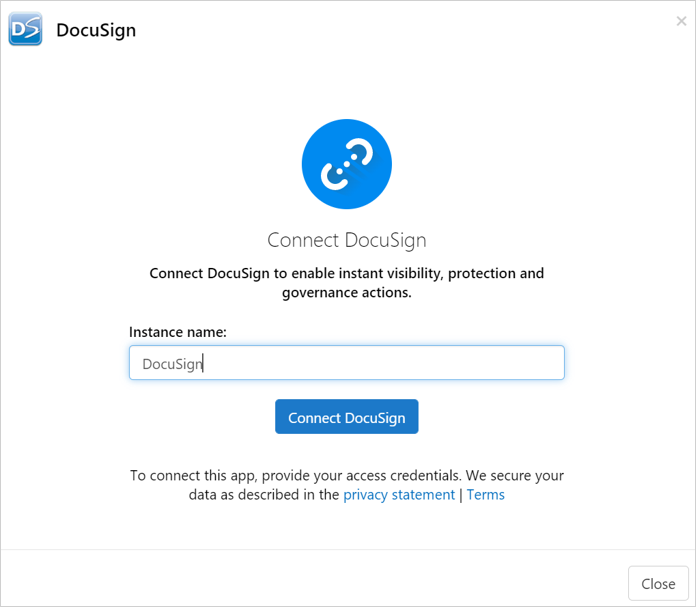 DS DocuSign
Connect DocuSign
Connect DocuSign to enable instant visibility, protection and
governance actions.
Instance name:
DocuSign
Connect DocuSign
To connect this app, provide your access credentials. We secure your
data as described in the privacy statement | Terms
Close